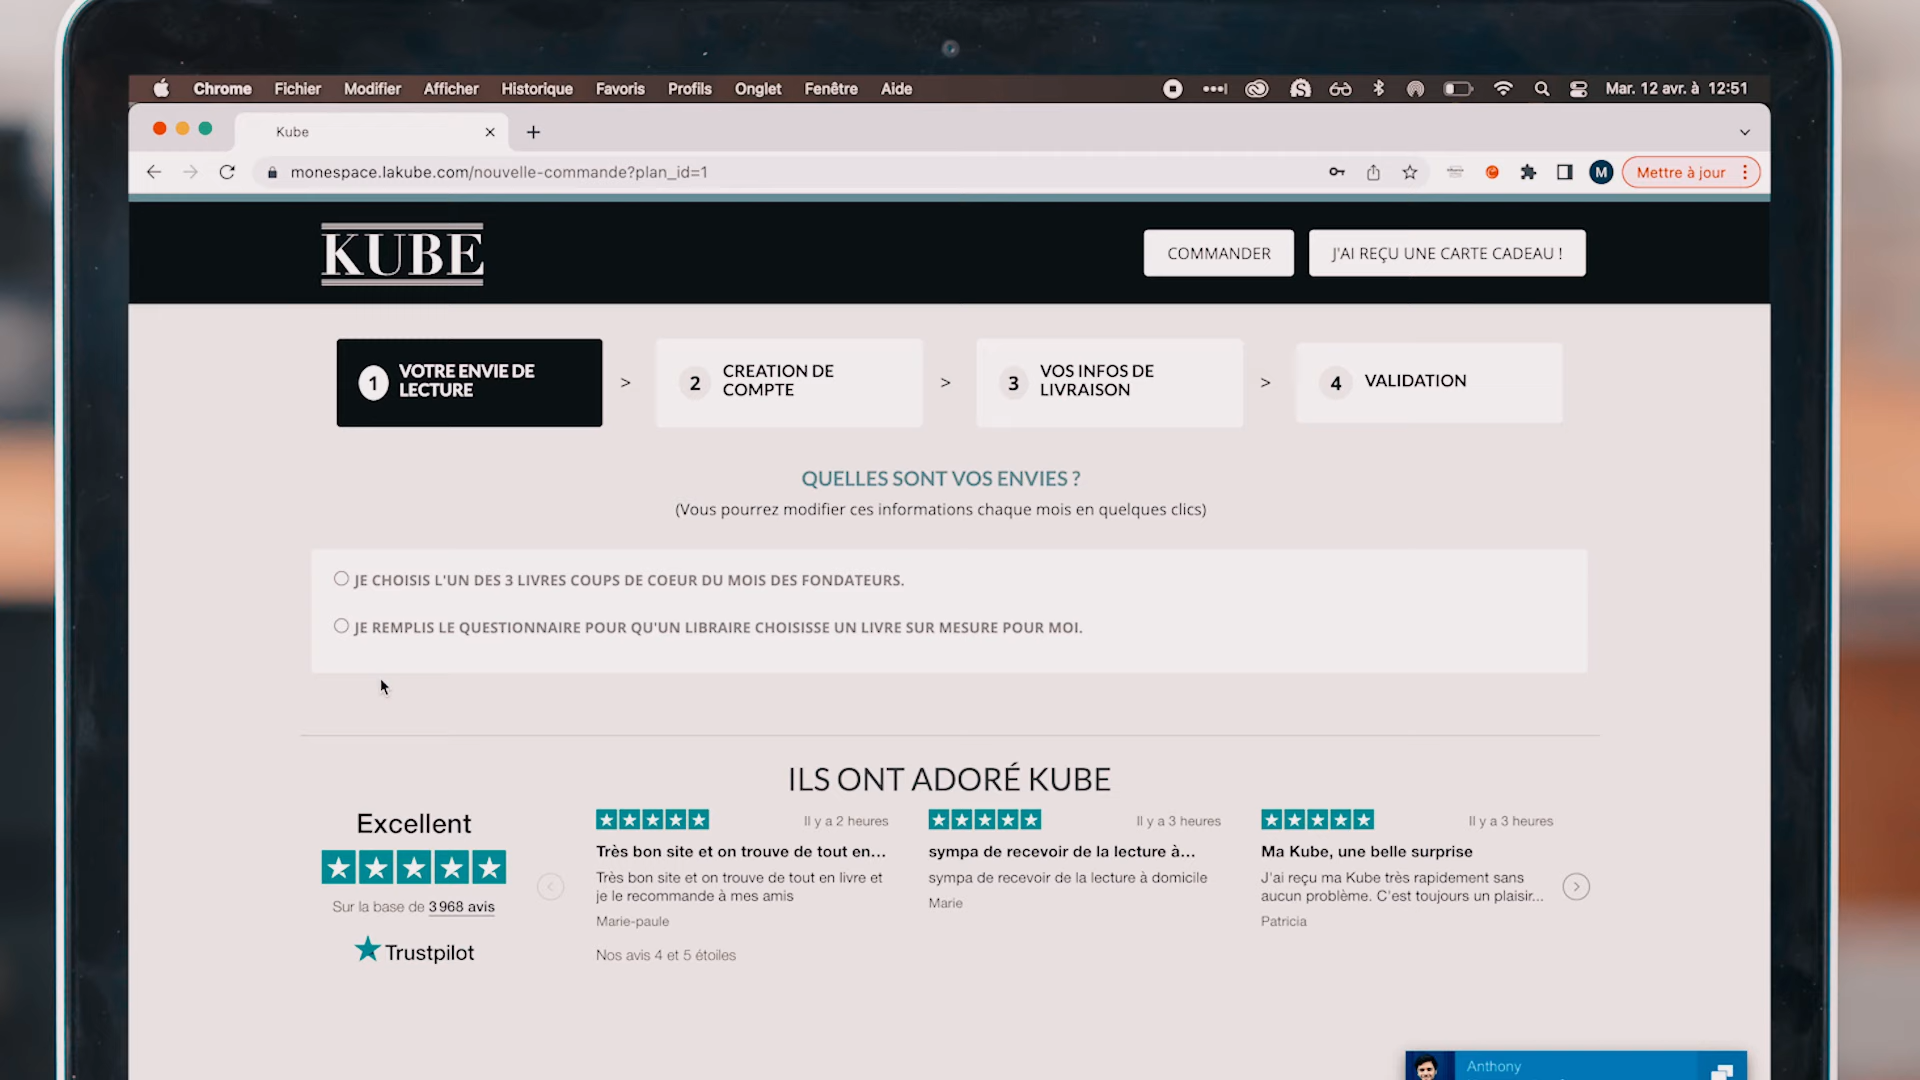 Chrome Fichier Modifier Afficher Historique Favoris Profils Onglet Fenêtre Aide Mar. 12 avr. à 12:51
Kube
monespace.lakube.com/nouvelle-commande?plan_id=1 M Mettre à jour
KUBE COMMANDER J'AI REÇU UNE CARTE CADEAU !
1 VOTRE ENVIE DE
LECTURE
>
2 CREATION DE
COMPTE
>
3 VOS INFOS DE
LIVRAISON
>
4 VALIDATION
QUELLES SONT VOS ENVIES ?
(Vous pourrez modifier ces informations chaque mois en quelques clics)
JE CHOISIS L'UN DES 3 LIVRES COUPS DE COEUR DU MOIS DES FONDATEURS.
JE REMPLIS LE QUESTIONNAIRE POUR QU'UN LIBRAIRE CHOISISSE UN LIVRE SUR MESURE POUR MOI.
ILS ONT ADORÉ KUBE
Excellent
Sur la base de 3 968 avis
Trustpilot
Il y a 2 heures
Très bon site et on trouve de tout en...
Très bon site et on trouve de tout en livre et
je le recommande à mes amis
Marie-paule
Nos avis 4 et 5 étoiles
Il y a 3 heures
sympa de recevoir de la lecture à...
sympa de recevoir de la lecture à domicile
Marie
Il y a 3 heures
Ma Kube, une belle surprise
J'ai reçu ma Kube très rapidement sans
aucun problème. C'est toujours un plaisir...
Patricia
Anthony